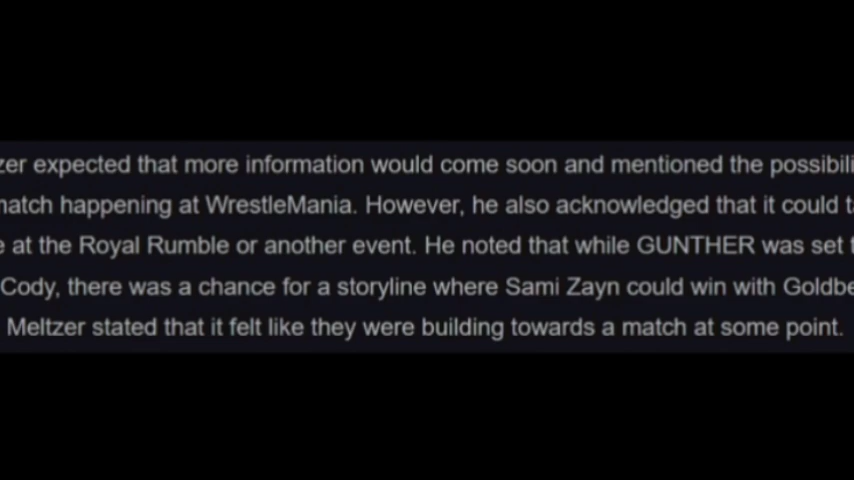 zer expected that more information would come soon and mentioned the possibili
match happening at WrestleMania. However, he also acknowledged that it could t
e at the Royal Rumble or another event. He noted that while GUNTHER was set t
Cody, there was a chance for a storyline where Sami Zayn could win with Goldbe
Meltzer stated that it felt like they were building towards a match at some point.